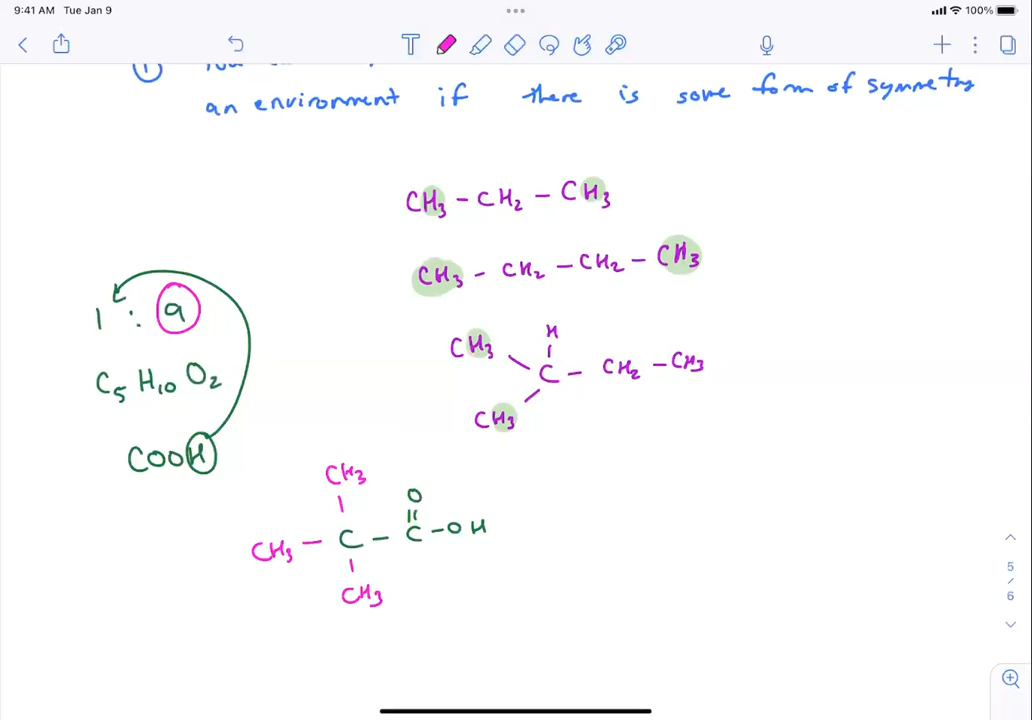 9:41 AM Tue Jan 9
100%
T
1
an environment if there is some form of symmetry
CH3 - CH2 - CH3
CH3 - CH2 - CH2 - CH3
1 : 9
CH3
H
C - CH2 - CH3
CH3
C5 H10 O2
COOH
CH3
O
CH3 - C - C - OH
CH3
5
/
6